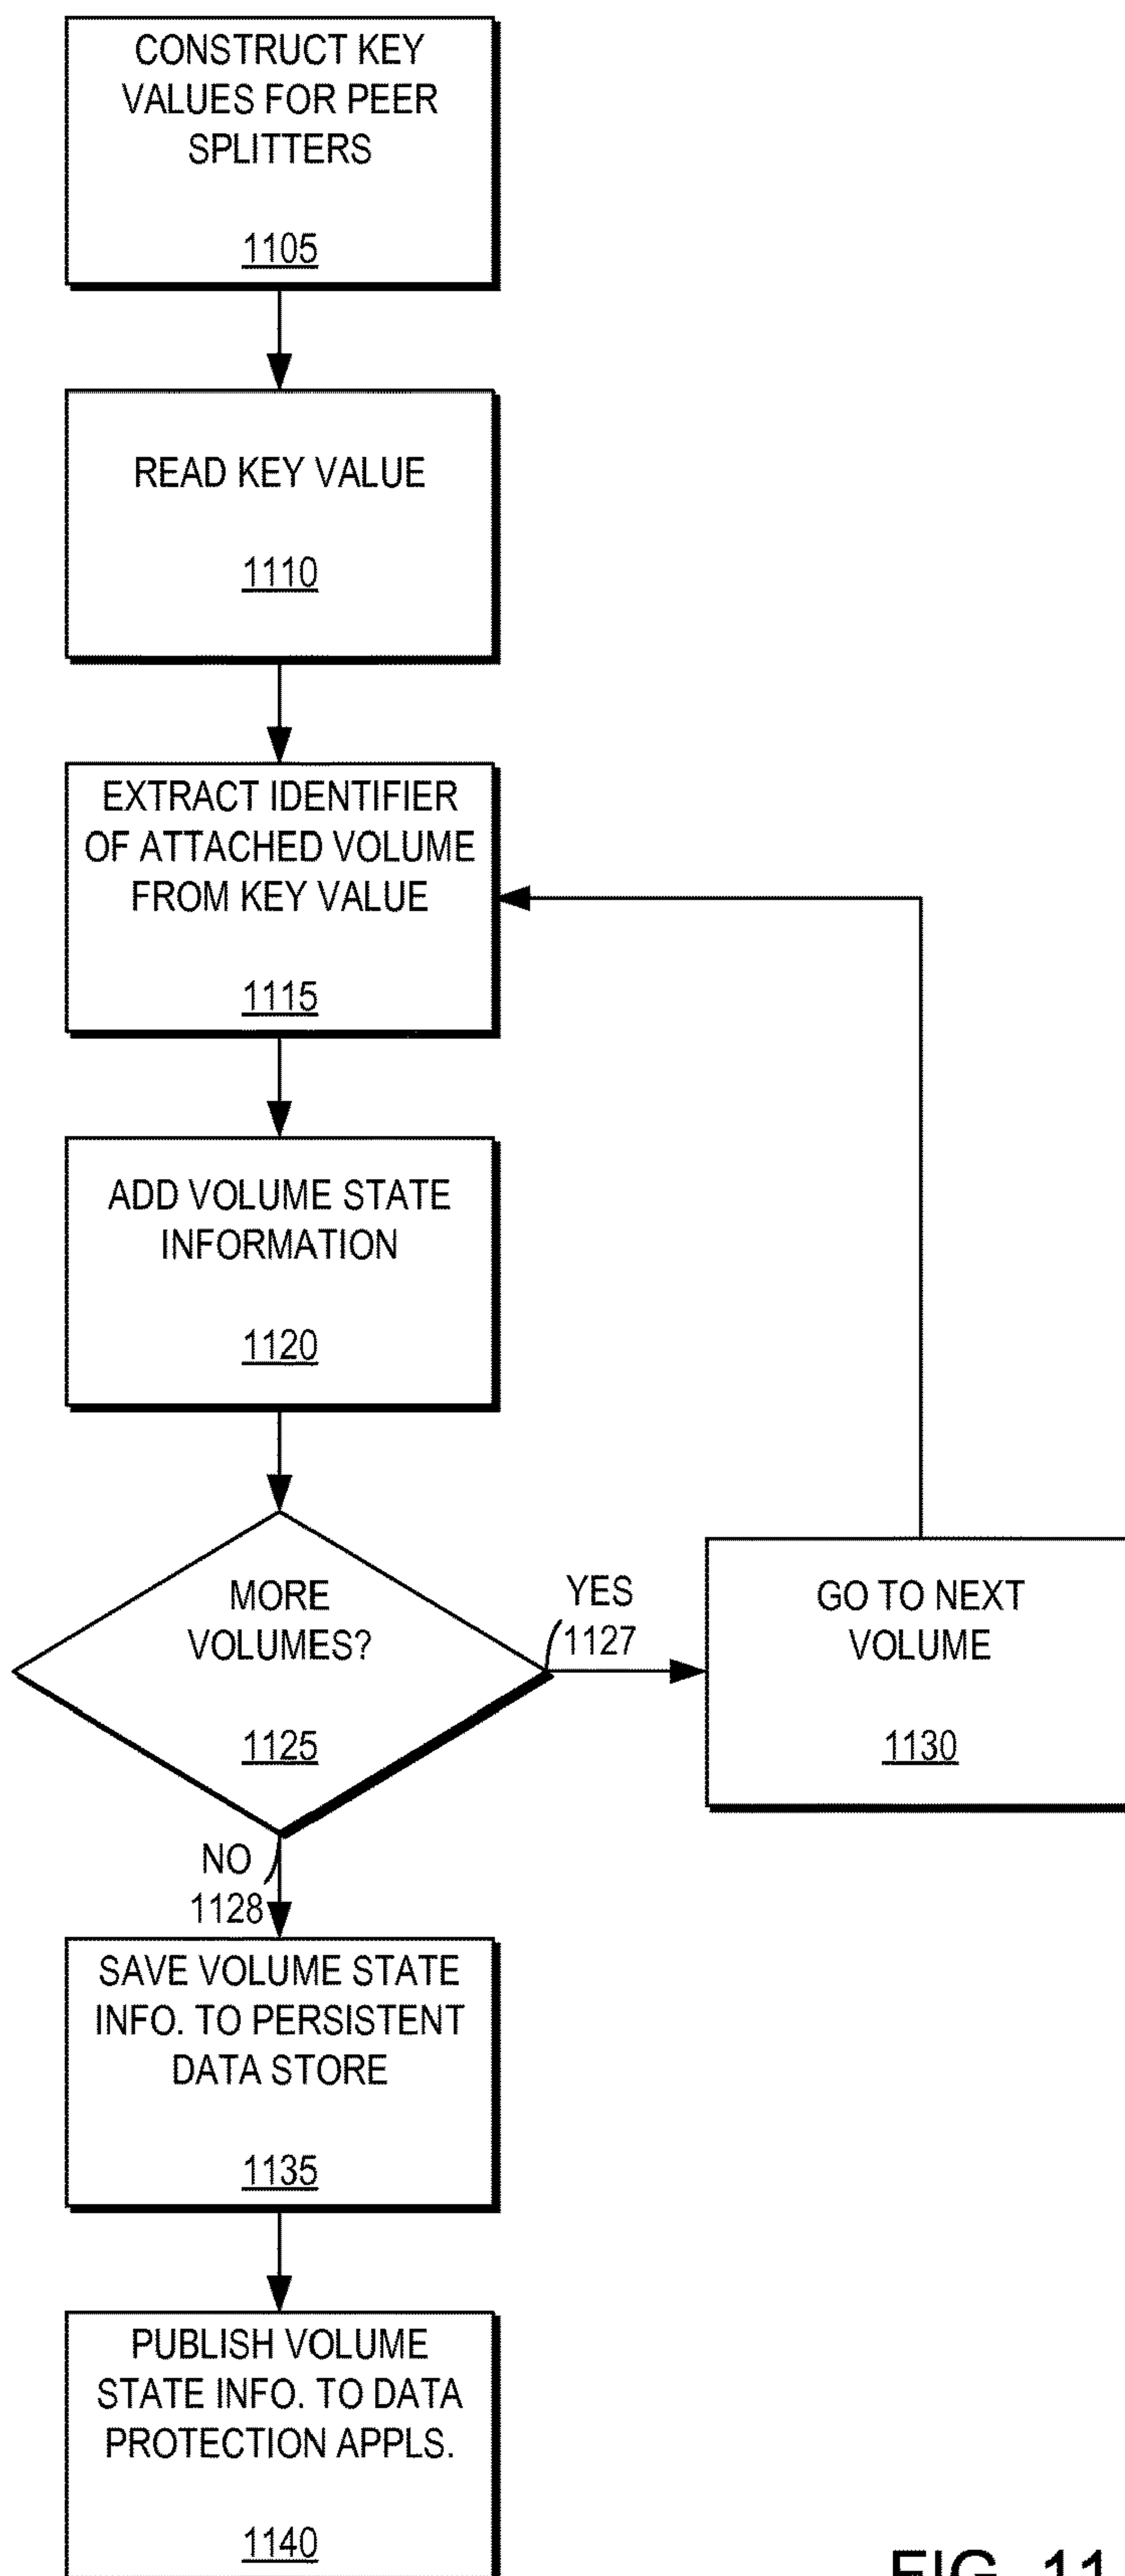 CONSTRUCT KEY
VALUES FOR PEER
SPLITTERS
1105
READ KEY VALUE
1110
EXTRACT IDENTIFIER
OF ATTACHED VOLUME
FROM KEY VALUE
1115
ADD VOLUME STATE
INFORMATION
1120
MORE
VOLUMES?
1125
YES
1127
GO TO NEXT
VOLUME
1130
NO
1128
SAVE VOLUME STATE
INFO. TO PERSISTENT
DATA STORE
1135
PUBLISH VOLUME
STATE INFO. TO DATA
PROTECTION APPLS.
1140
FIG. 11